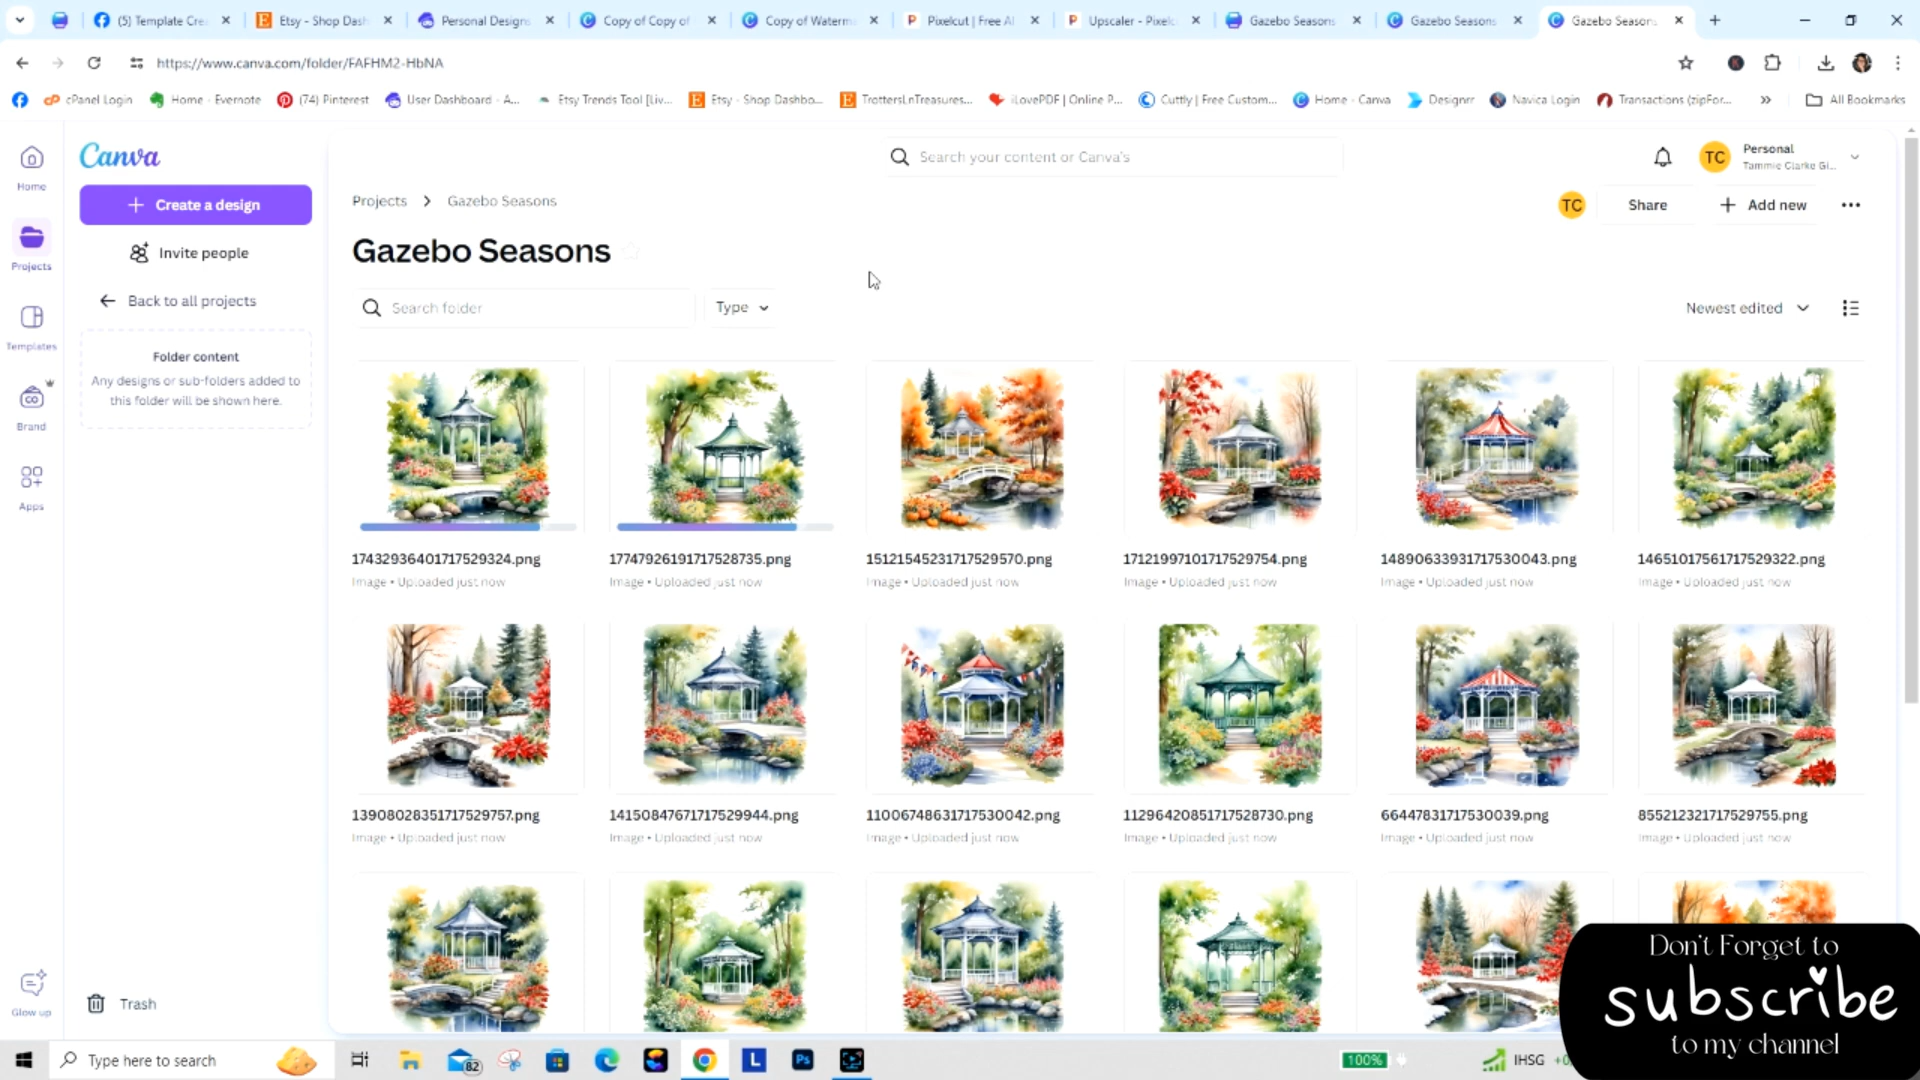 (5) Template Cre
Etsy - Shop Dash
Personal Designs
Copy of Copy of
Copy of Waterm
Pixelcut | Free AI
Upscaler - Pixelc
Gazebo Seasons
Gazebo Seasons
Gazebo Seasons
https://www.canva.com/folder/FAFHM2-HbNA
cPanel Login
Home - Evernote
(74) Pinterest
User Dashboard - A...
Etsy Trends Tool [Liv...
Etsy - Shop Dashbo...
TrottersLnTreasures...
iLovePDF | Online P...
Cuttly | Free Custom...
Home - Canva
Designrr
Navica Login
Transactions (zipFor...
All Bookmarks
Canva
Search your content or Canva's
TC
Personal
Tammie Clarke Gi...
Home
Create a design
Projects
Gazebo Seasons
TC
Share
Add new
Projects
Invite people
Gazebo Seasons
Back to all projects
Search folder
Type
Newest edited
Templates
Folder content
Any designs or sub-folders added to
this folder will be shown here.
Brand
Apps
17432936401717529324.png
17747926191717528735.png
15121545231717529570.png
17121997101717529754.png
14890633931717530043.png
14651017561717529322.png
Image • Uploaded just now
Image • Uploaded just now
Image • Uploaded just now
Image • Uploaded just now
Image • Uploaded just now
Image • Uploaded just now
13908028351717529757.png
14150847671717529944.png
11006748631717530042.png
11296420851717528730.png
66447831717530039.png
855212321717529755.png
Image • Uploaded just now
Image • Uploaded just now
Image • Uploaded just now
Image • Uploaded just now
Image • Uploaded just now
Image • Uploaded just now
Glow up
Trash
Don't Forget to
subscribe
to my channel
Type here to search
82
L
Ps
100%
IHSG